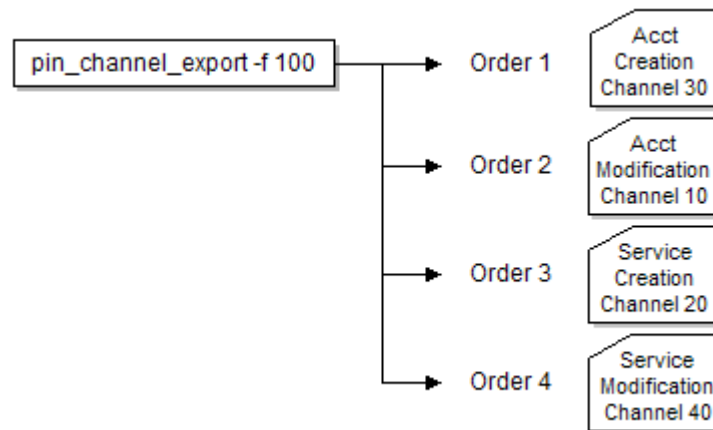 pin_channel_export -f 100
Order 1
Acct
Creation
Channel 30
Order 2
Acct
Modification
Channel 10
Order 3
Service
Creation
Channel 20
Order 4
Service
Modification
Channel 40